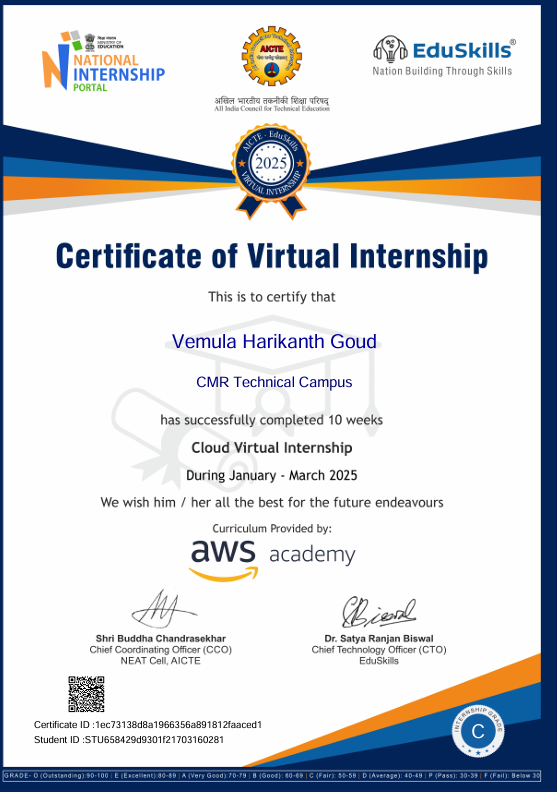 शिक्षा मंत्रालय
MINISTRY OF
EDUCATION
NATIONAL
INTERNSHIP
PORTAL
AICTE
अखिल भारतीय तकनीकी शिक्षा परिषद्
All India Council for Technical Education
EduSkills®
Nation Building Through Skills
AICTE - EduSkills
2025
VIRTUAL INTERNSHIP
Certificate of Virtual Internship
This is to certify that
Vemula Harikanth Goud
CMR Technical Campus
has successfully completed 10 weeks
Cloud Virtual Internship
During January - March 2025
We wish him / her all the best for the future endeavours
Curriculum Provided by:
aws academy
Shri Buddha Chandrasekhar
Chief Coordinating Officer (CCO)
NEAT Cell, AICTE
Dr. Satya Ranjan Biswal
Chief Technology Officer (CTO)
EduSkills
Certificate ID :1ec73138d8a1966356a891812faaced1
Student ID :STU658429d9301f21703160281
INTERNSHIP GRADE
C
GRADE- O (Outstanding):90-100 | E (Excellent):80-89 | A (Very Good):70-79 | B (Good): 60-69 | C (Fair): 50-59 | D (Average): 40-49 | P (Pass): 30-39 | F (Fail): Below 30